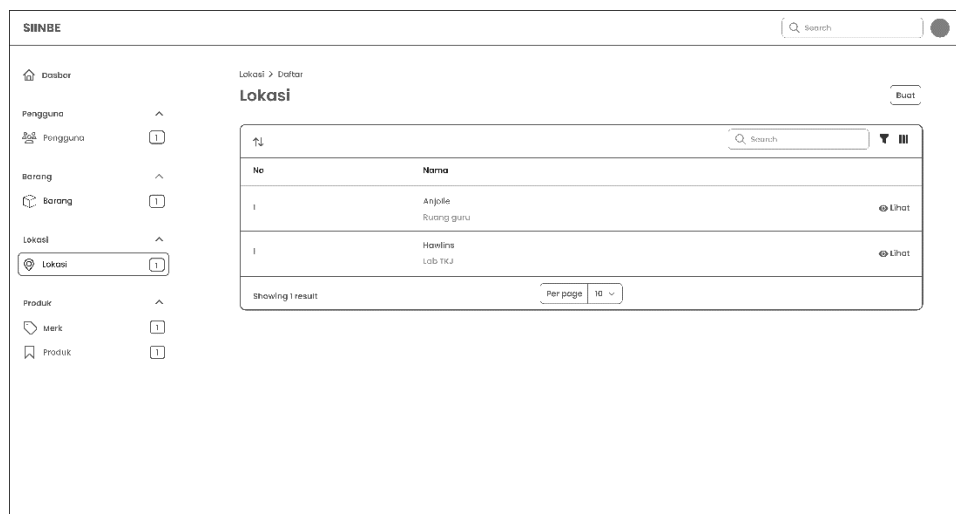 SIINBE
Search
Dasbor
Pengguna
Pengguna 1
Barang
Barang 1
Lokasi
Lokasi 1
Produk
Merk 1
Produk 1
Lokasi > Daftar
Lokasi
Buat
Search
No Nama
1 Anjolie
Ruang guru
Lihat
1 Hawlins
Lab TKJ
Lihat
Showing 1 result
Per page 10